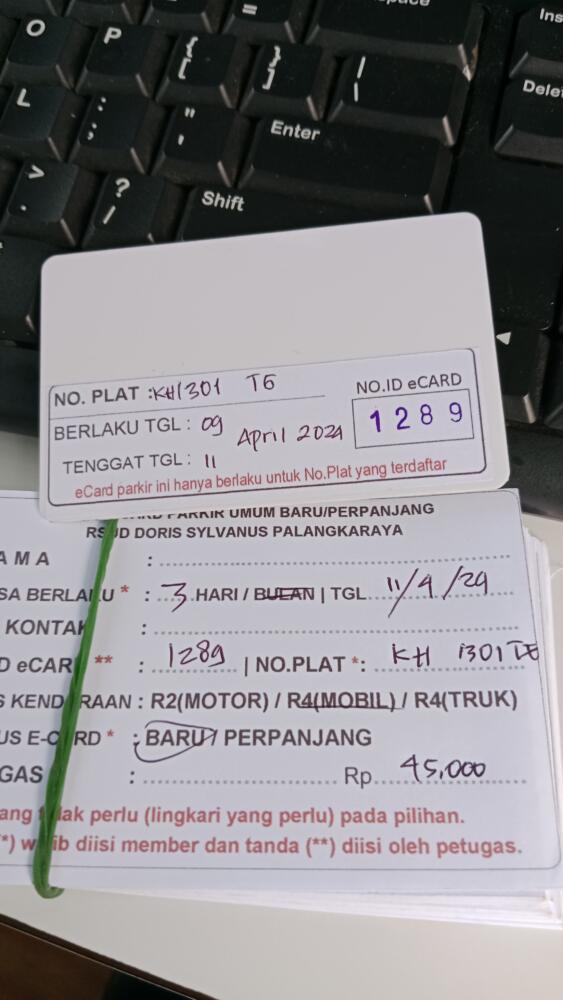 O P { [ } ] | \
Ins
Dele
L : ; " ' Enter
> . ? / Shift
NO. PLAT : KH 1301 TG
NO.ID eCARD
BERLAKU TGL : 09 April 2024
1289
TENGGAT TGL : 11
eCard parkir ini hanya berlaku untuk No.Plat yang terdaftar
PARKIR UMUM BARU/PERPANJANG
RSUD DORIS SYLVANUS PALANGKARAYA
AMA :
SA BERLAKU * : 3 HARI / BULAN | TGL 11/4/24
KONTAK :
D eCARD ** : 1289 | NO.PLAT *: KH 1301
S KENDARAAN : R2(MOTOR) / R4(MOBIL) / R4(TRUK)
US E-CARD * : BARU / PERPANJANG
GAS : Rp 45,000
ang tidak perlu (lingkari yang perlu) pada pilihan.
*) wajib diisi member dan tanda (**) diisi oleh petugas.